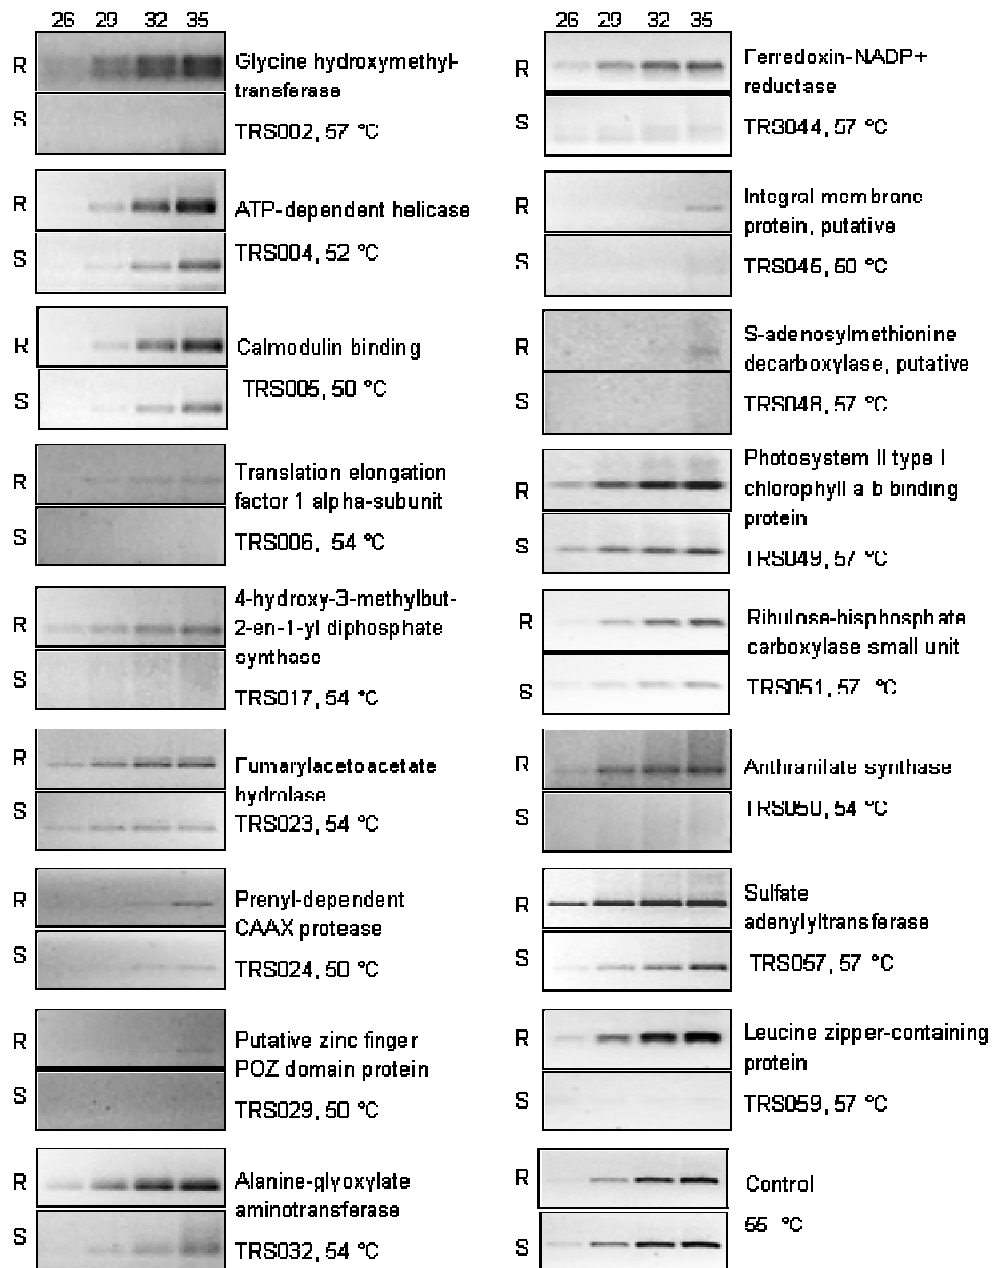 26 29 32 35
R Glycine hydroxymethyl-
transferase
S TRS002, 57 °C
R ATP-dependent helicase
S TRS004, 52 °C
R Calmodulin binding
S TRS005, 50 °C
R Translation elongation
factor 1 alpha-subunit
S TRS006, 54 °C
4-hydroxy-3-methylbut-
R 2-en-1-yl diphosphate
synthase
S TRS017, 54 °C
R Fumarylacetoacetate
hydrolase
S TRS023, 54 °C
R Prenyl-dependent
CAAX protease
S TRS024, 50 °C
R Putative zinc finger
POZ domain protein
S TRS029, 50 °C
R Alanine-glyoxylate
aminotransferase
S TRS032, 54 °C
26 29 32 35
R Ferredoxin-NADP+
reductase
S TRS044, 57 °C
R Integral membrane
protein, putative
S °C
R S-adenosylmethionine
decarboxylase, putative
S TRS048, 57 °C
Photosystem II type I
R chlorophyll a b binding
protein
S TRS049, 57 °C
R Ribulose-bisphosphate
carboxylase small unit
S TRS051, 57 °C
R Anthranilate synthase
S 54 °C
R Sulfate
adenylyltransferase
S TRS057, 57 °C
R Leucine zipper-containing
protein
S TRS059, 57 °C
R Control
S 55 °C